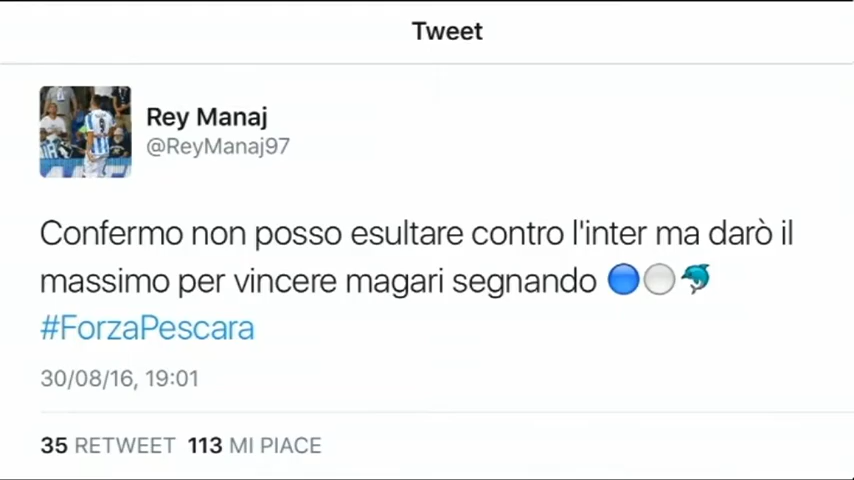 Tweet
Rey Manaj
@ReyManaj97
Confermo non posso esultare contro l'inter ma darò il
massimo per vincere magari segnando 🔵⚪🐬
#ForzaPescara
30/08/16, 19:01
35 RETWEET 113 MI PIACE